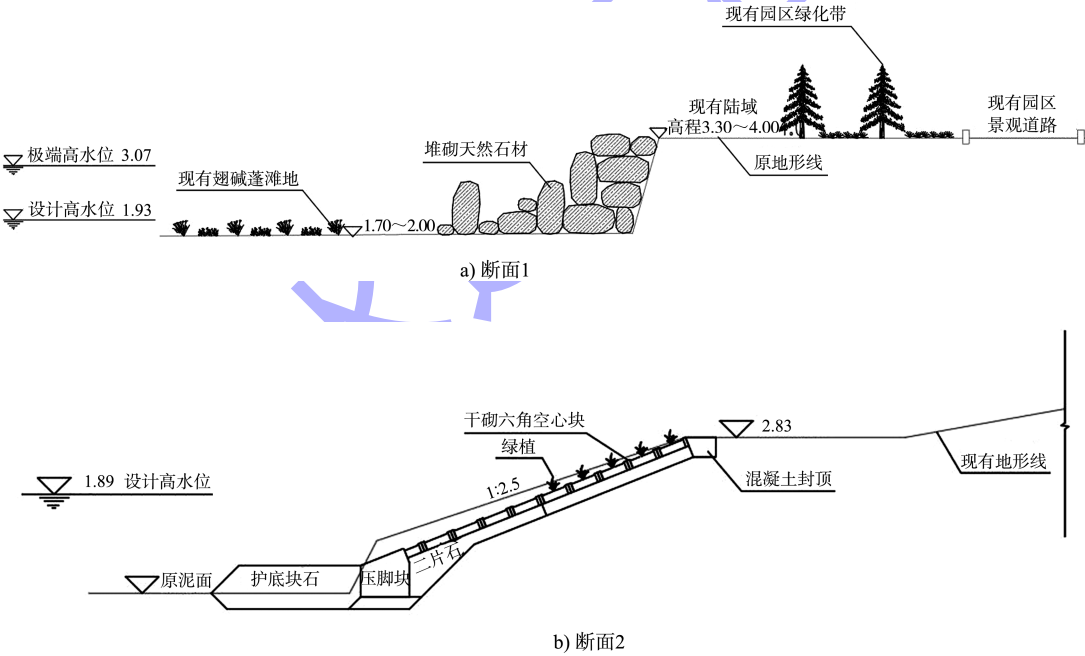 现有园区绿化带
现有陆域
高程3.30～4.00
现有园区
景观道路
极端高水位 3.07
堆砌天然石材
原地形线
现有翅碱蓬滩地
设计高水位 1.93
1.70～2.00
a) 断面1
干砌六角空心块
2.83
绿植
现有地形线
1.89 设计高水位
1:2.5
混凝土封顶
二片石
原泥面
护底块石
压脚块
b) 断面2